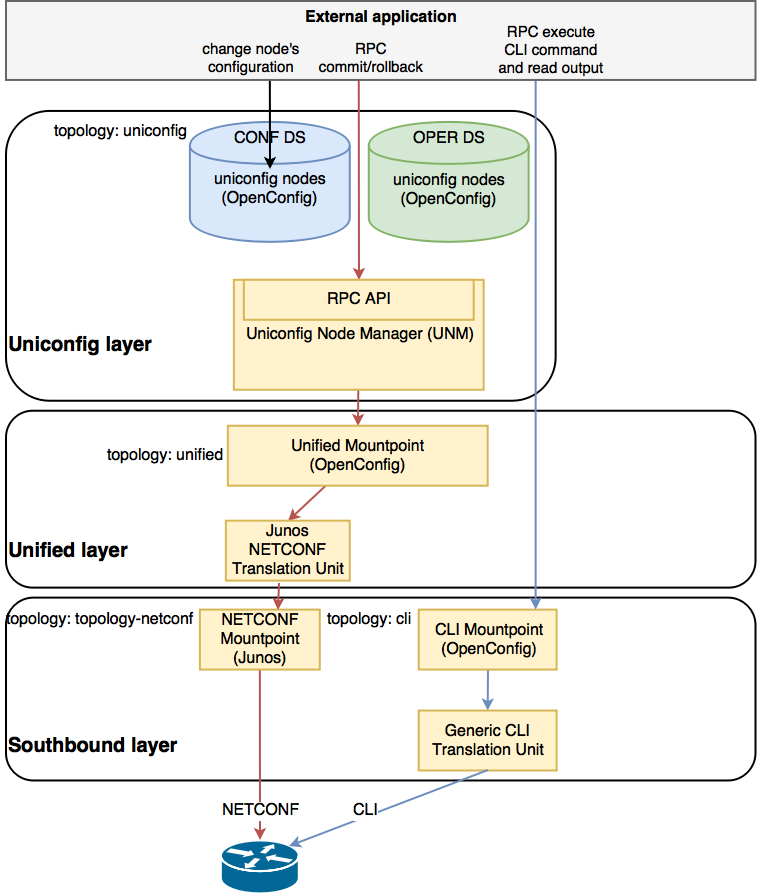 External application
change node's
configuration
RPC
commit/rollback
RPC execute
CLI command
and read output
topology: uniconfig
CONF DS
uniconfig nodes
(OpenConfig)
OPER DS
uniconfig nodes
(OpenConfig)
RPC API
Uniconfig Node Manager (UNM)
Uniconfig layer
topology: unified
Unified Mountpoint
(OpenConfig)
Junos
NETCONF
Translation Unit
Unified layer
topology: topology-netconf
NETCONF
Mountpoint
(Junos)
topology: cli
CLI Mountpoint
(OpenConfig)
Generic CLI
Translation Unit
Southbound layer
NETCONF
CLI